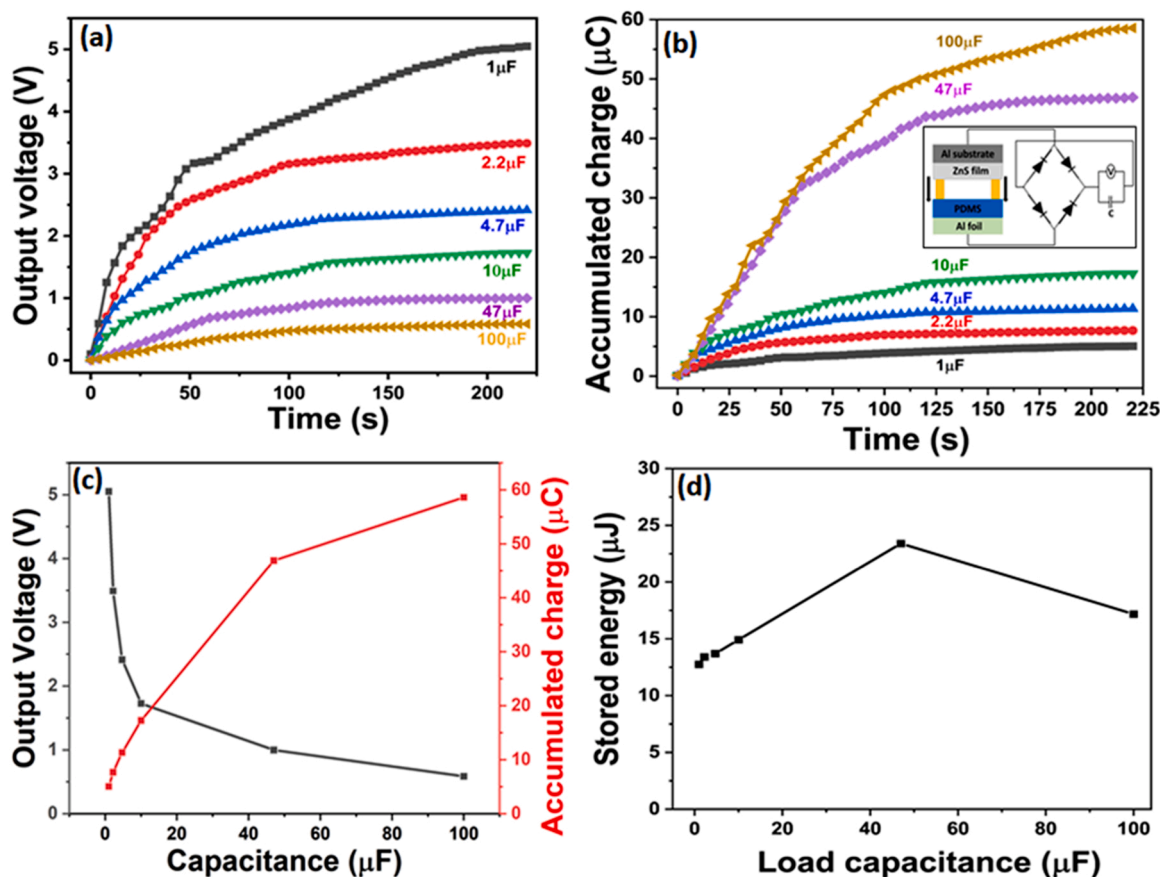 (a)
Output voltage (V)
5
4
3
2
1
0
1μF
2.2μF
4.7μF
10μF
47μF
100μF
0 50 100 150 200
Time (s)
(b)
Accumulated charge (μC)
60
50
40
30
20
10
0
100μF
47μF
10μF
4.7μF
2.2μF
1μF
Al substrate
ZnS film
PDMS
Al foil
V
C
0 25 50 75 100 125 150 175 200 225
Time (s)
(c)
Output Voltage (V)
5
4
3
2
1
0
Accumulated charge (μC)
60
50
40
30
20
10
0
0 20 40 60 80 100
Capacitance (μF)
(d)
Stored energy (μJ)
30
25
20
15
10
5
0
0 20 40 60 80 100
Load capacitance (μF)